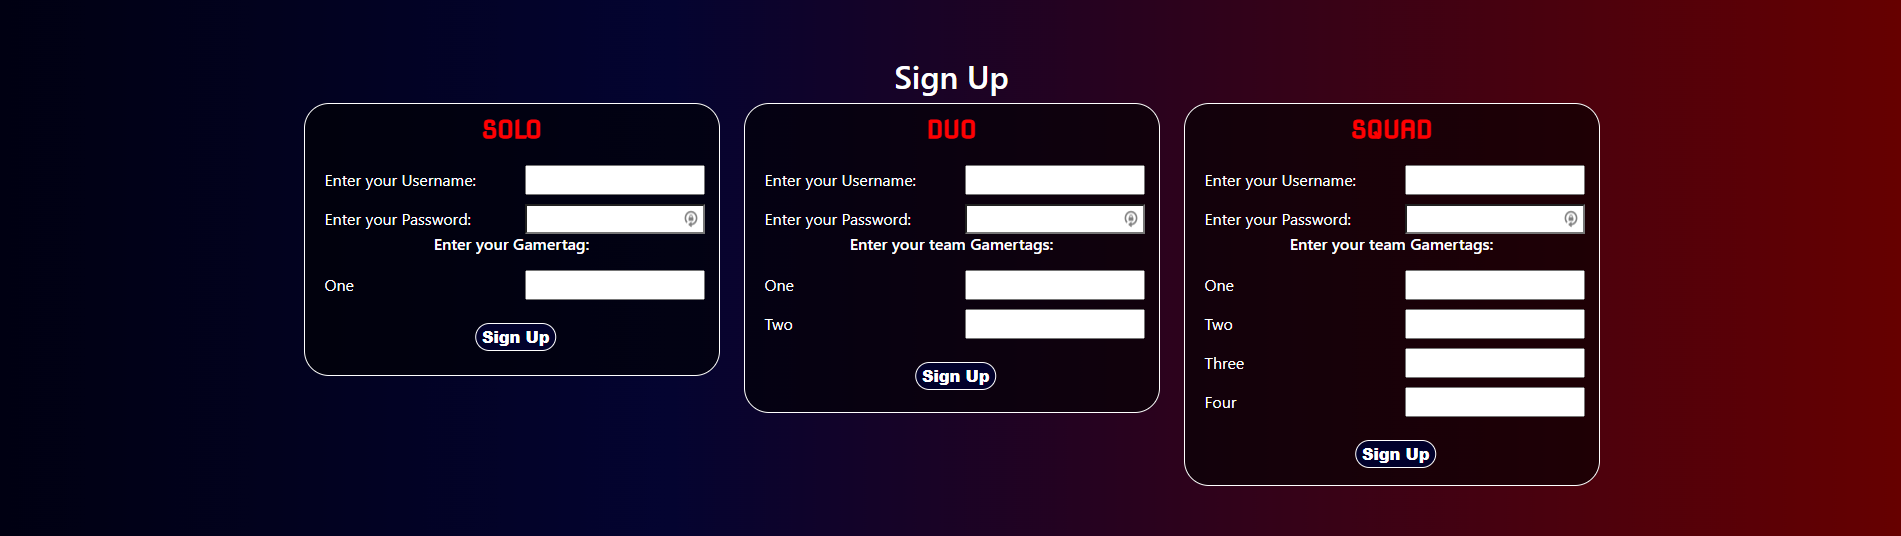 Sign Up
SOLO
Enter your Username:
Enter your Password:
Enter your Gamertag:
One
Sign Up
DUO
Enter your Username:
Enter your Password:
Enter your team Gamertags:
One
Two
Sign Up
SQUAD
Enter your Username:
Enter your Password:
Enter your team Gamertags:
One
Two
Three
Four
Sign Up